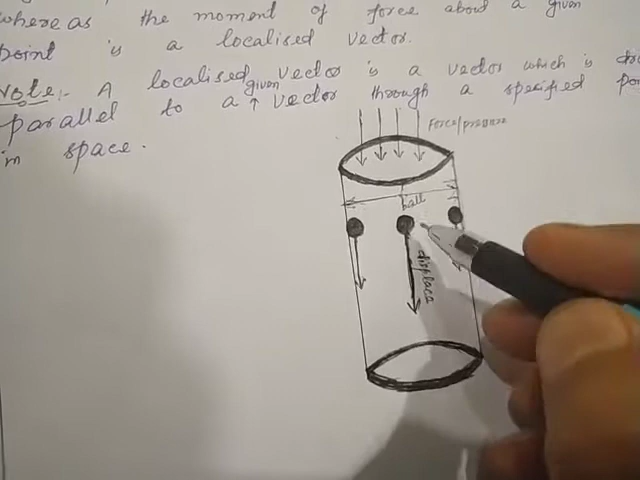 whereas the moment of force about a given
point is a localised vector.
Note:- A localised vector is a vector which is
parallel to a given vector through a specified
in space.
Force/pressure
ball
displace